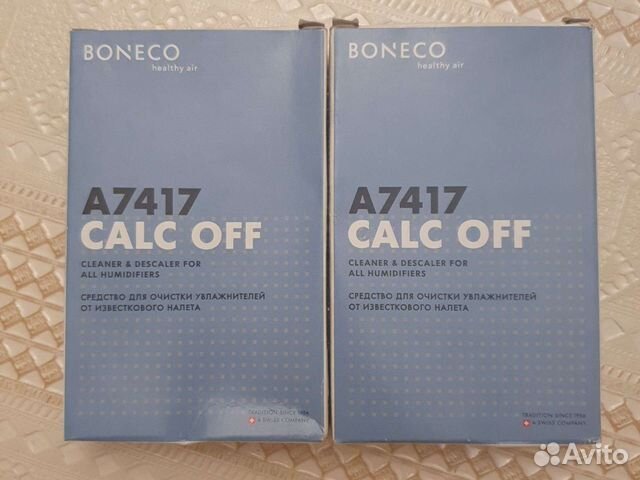 BONECO
healthy air
A7417
CALC OFF
CLEANER & DESCALER FOR
ALL HUMIDIFIERS
СРЕДСТВО ДЛЯ ОЧИСТКИ УВЛАЖНИТЕЛЕЙ
ОТ ИЗВЕСТКОВОГО НАЛЕТА
TRADITION SINCE 1956
A SWISS COMPANY
BONECO
healthy air
A7417
CALC OFF
CLEANER & DESCALER FOR
ALL HUMIDIFIERS
СРЕДСТВО ДЛЯ ОЧИСТКИ УВЛАЖНИТЕЛЕЙ
ОТ ИЗВЕСТКОВОГО НАЛЕТА
TRADITION SINCE 1956
A SWISS COMPANY
Avito